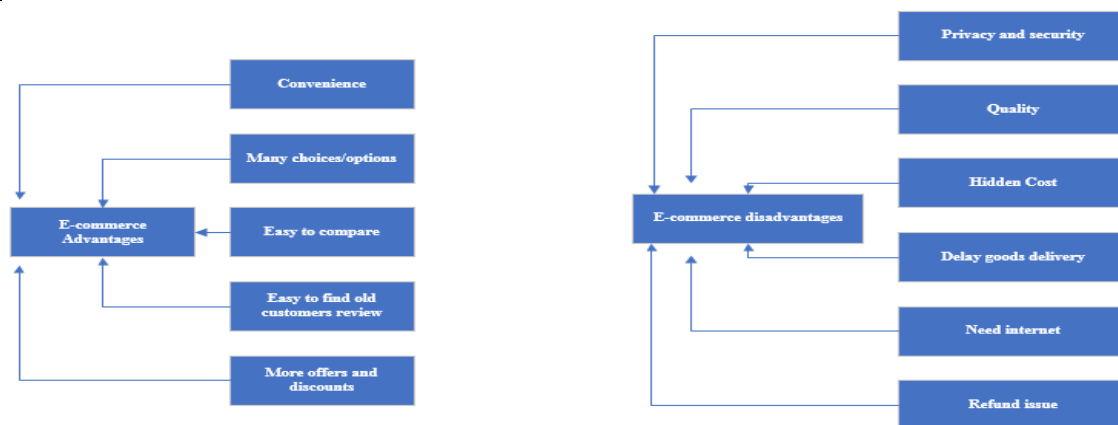 Convenience
Many choices/options
E-commerce
Advantages
Easy to compare
Easy to find old
customers review
More offers and
discounts
Privacy and security
Quality
Hidden Cost
E-commerce disadvantages
Delay goods delivery
Need internet
Refund issue